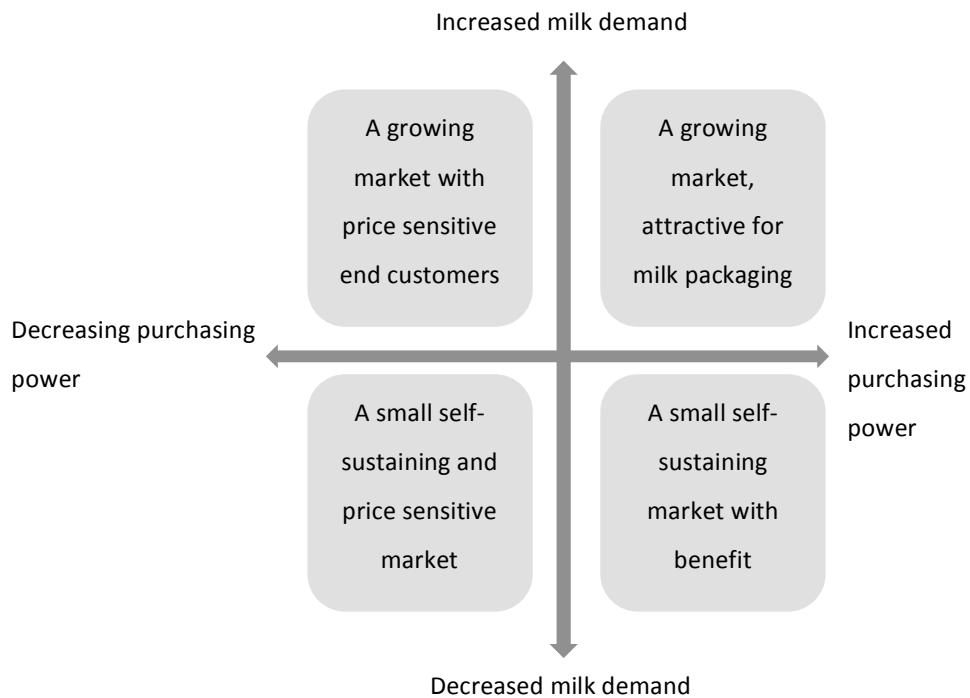 Increased milk demand
A growing
market with
price sensitive
end customers
A growing
market,
attractive for
milk packaging
Decreasing purchasing
power
Increased
purchasing
power
A small self-
sustaining and
price sensitive
market
A small self-
sustaining
market with
benefit
Decreased milk demand